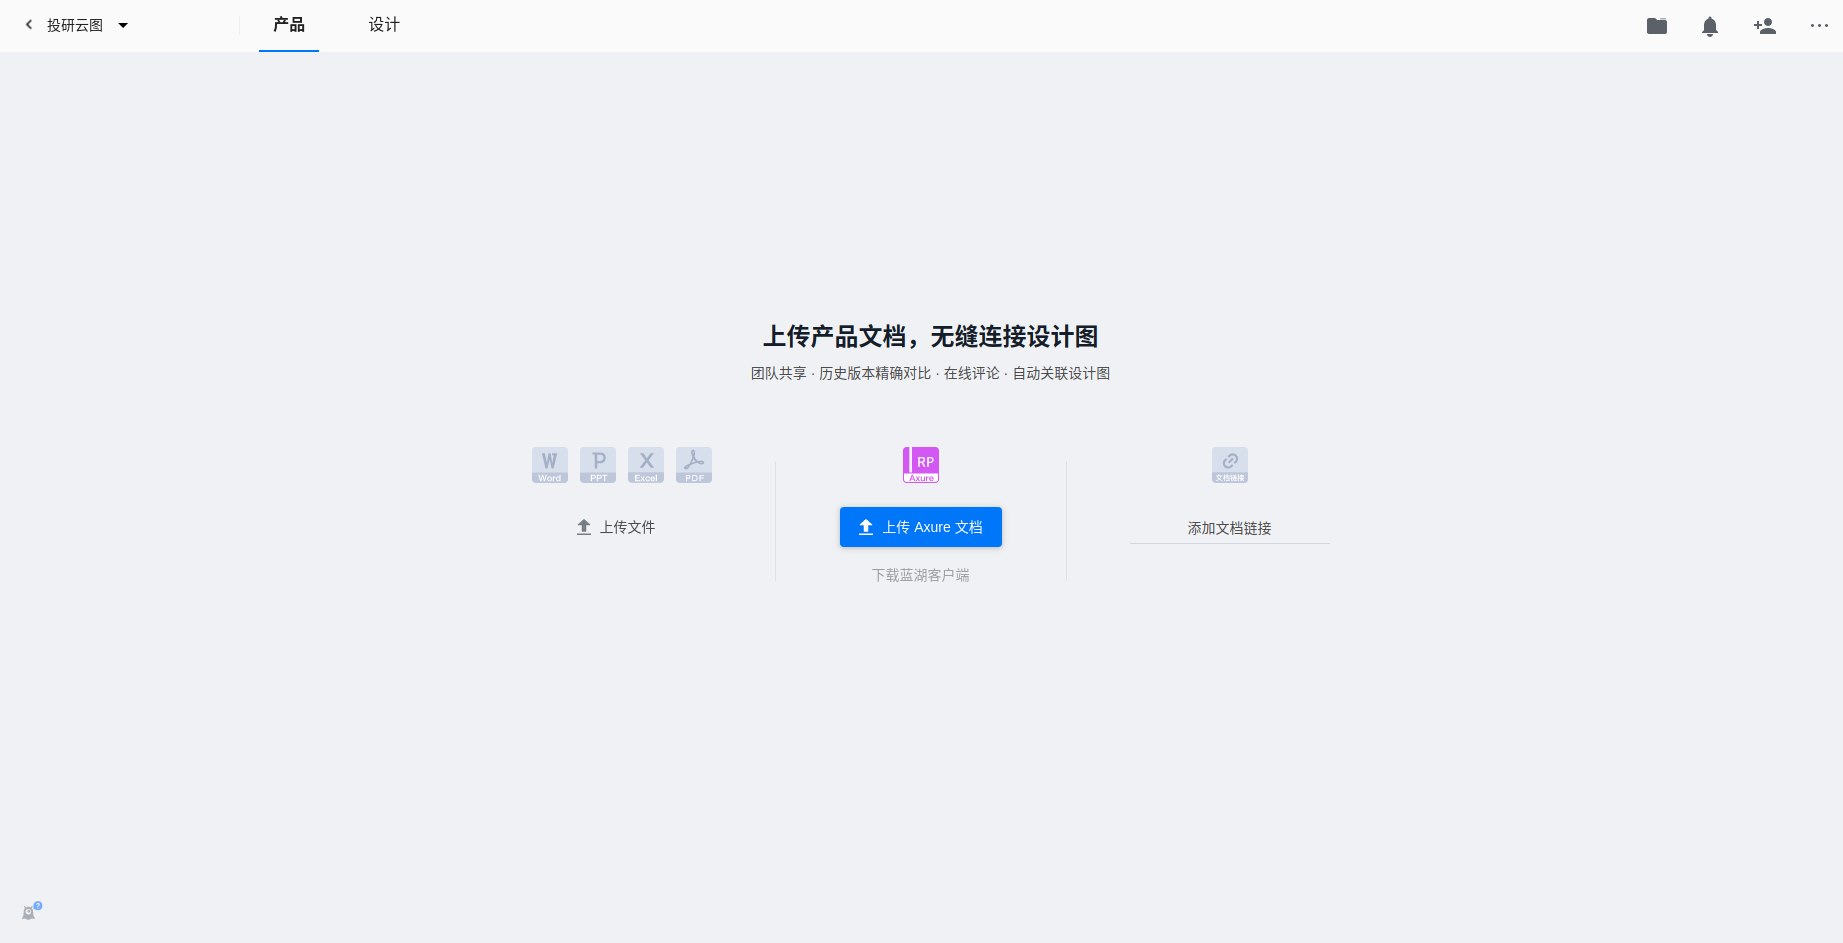 投研云图
产品
设计
上传产品文档，无缝连接设计图
团队共享 · 历史版本精确对比 · 在线评论 · 自动关联设计图
W Word
P PPT
X Excel
PDF
RP Axure
文档链接
上传文件
上传 Axure 文档
添加文档链接
下载蓝湖客户端
?